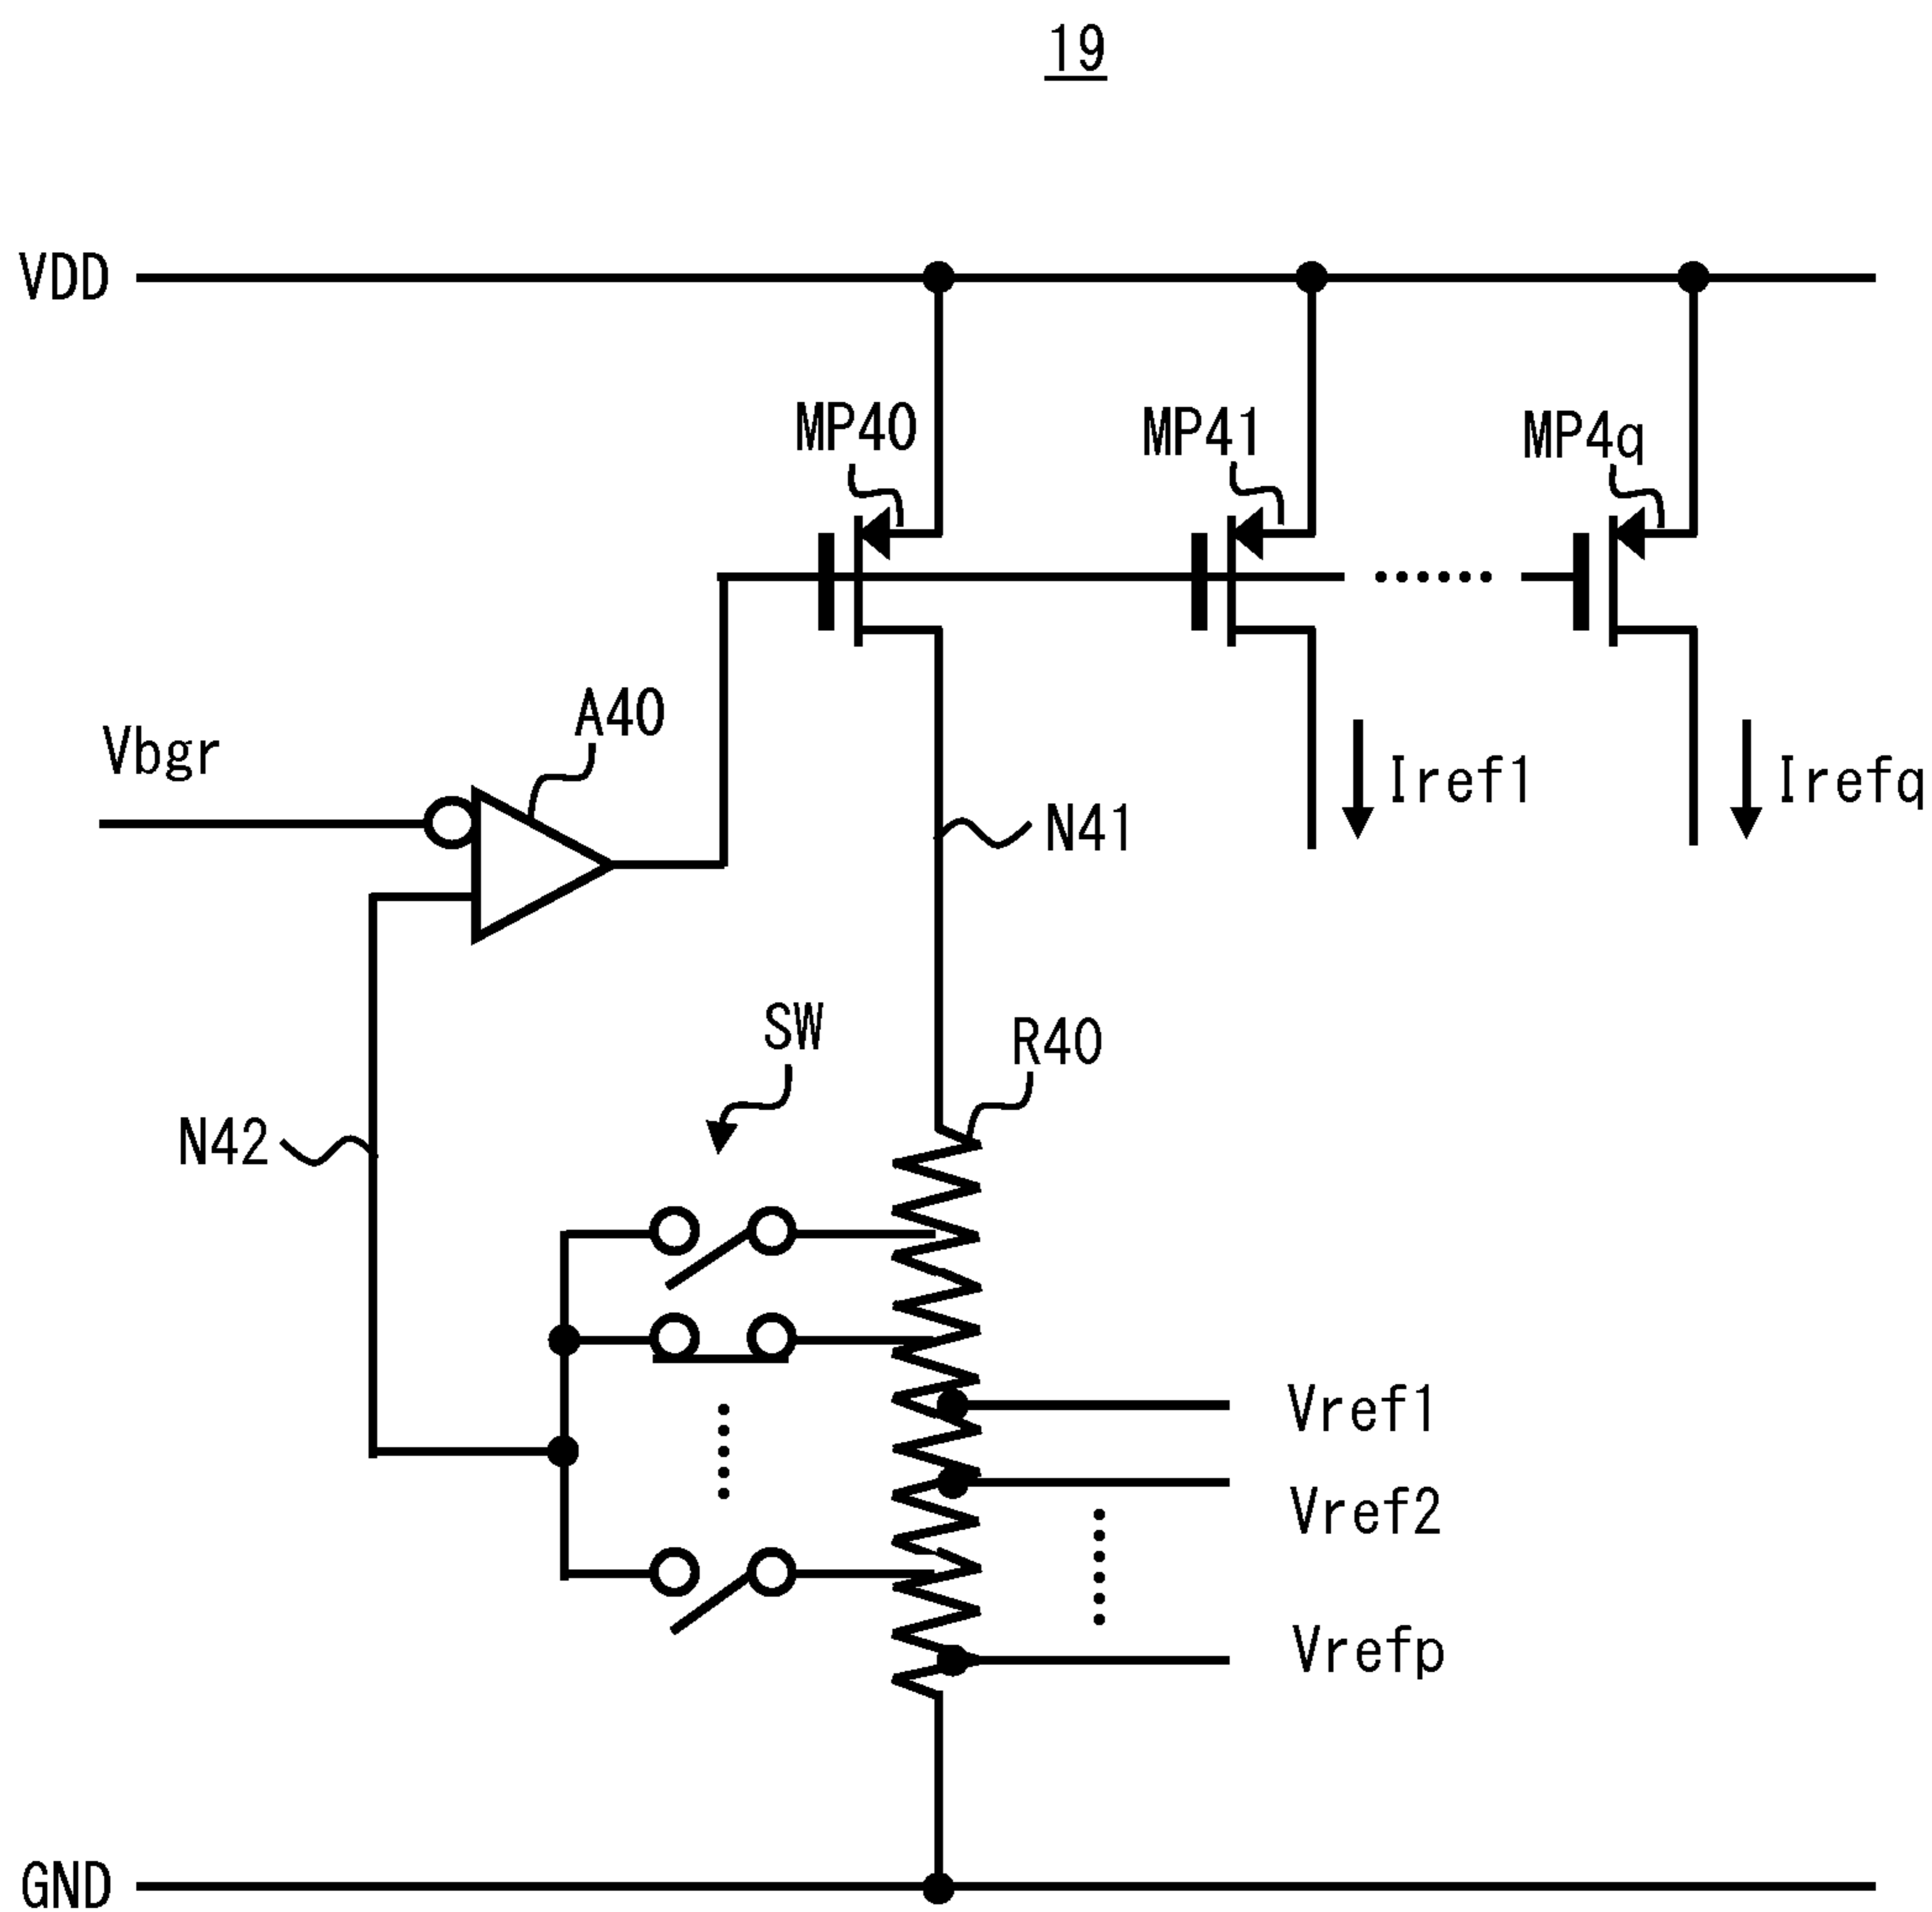 19
VDD
MP40
MP41
MP4q
A40
Vbgr
Iref1
Irefq
N41
SW
R40
N42
Vref1
Vref2
Vrefp
GND